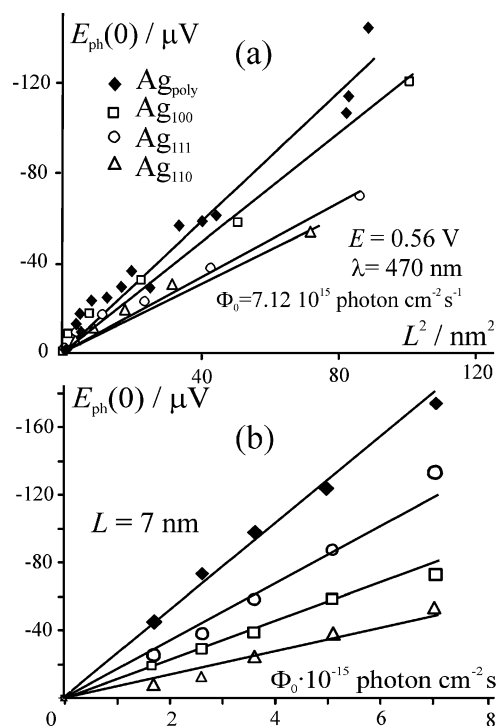 E_ph(0) / µV
(a)
◆ Ag_poly
□ Ag_100
○ Ag_111
△ Ag_110
-120
-80
-40
0
E = 0.56 V
λ= 470 nm
Φ_0=7.12 10^15 photon cm^-2 s^-1
L^2 / nm^2
40
80
120
E_ph(0) / µV
(b)
-160
-120
-80
-40
L = 7 nm
Φ_0·10^-15 photon cm^-2 s
0
2
4
6
8